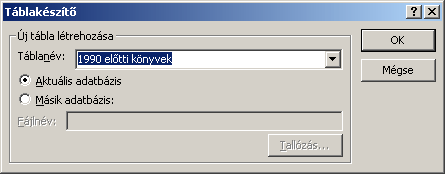 Táblakészítő
Új tábla létrehozása
Táblanév: 1990 előtti könyvek
OK
Aktuális adatbázis
Mégse
Másik adatbázis:
Fájlnév:
Tallózás...